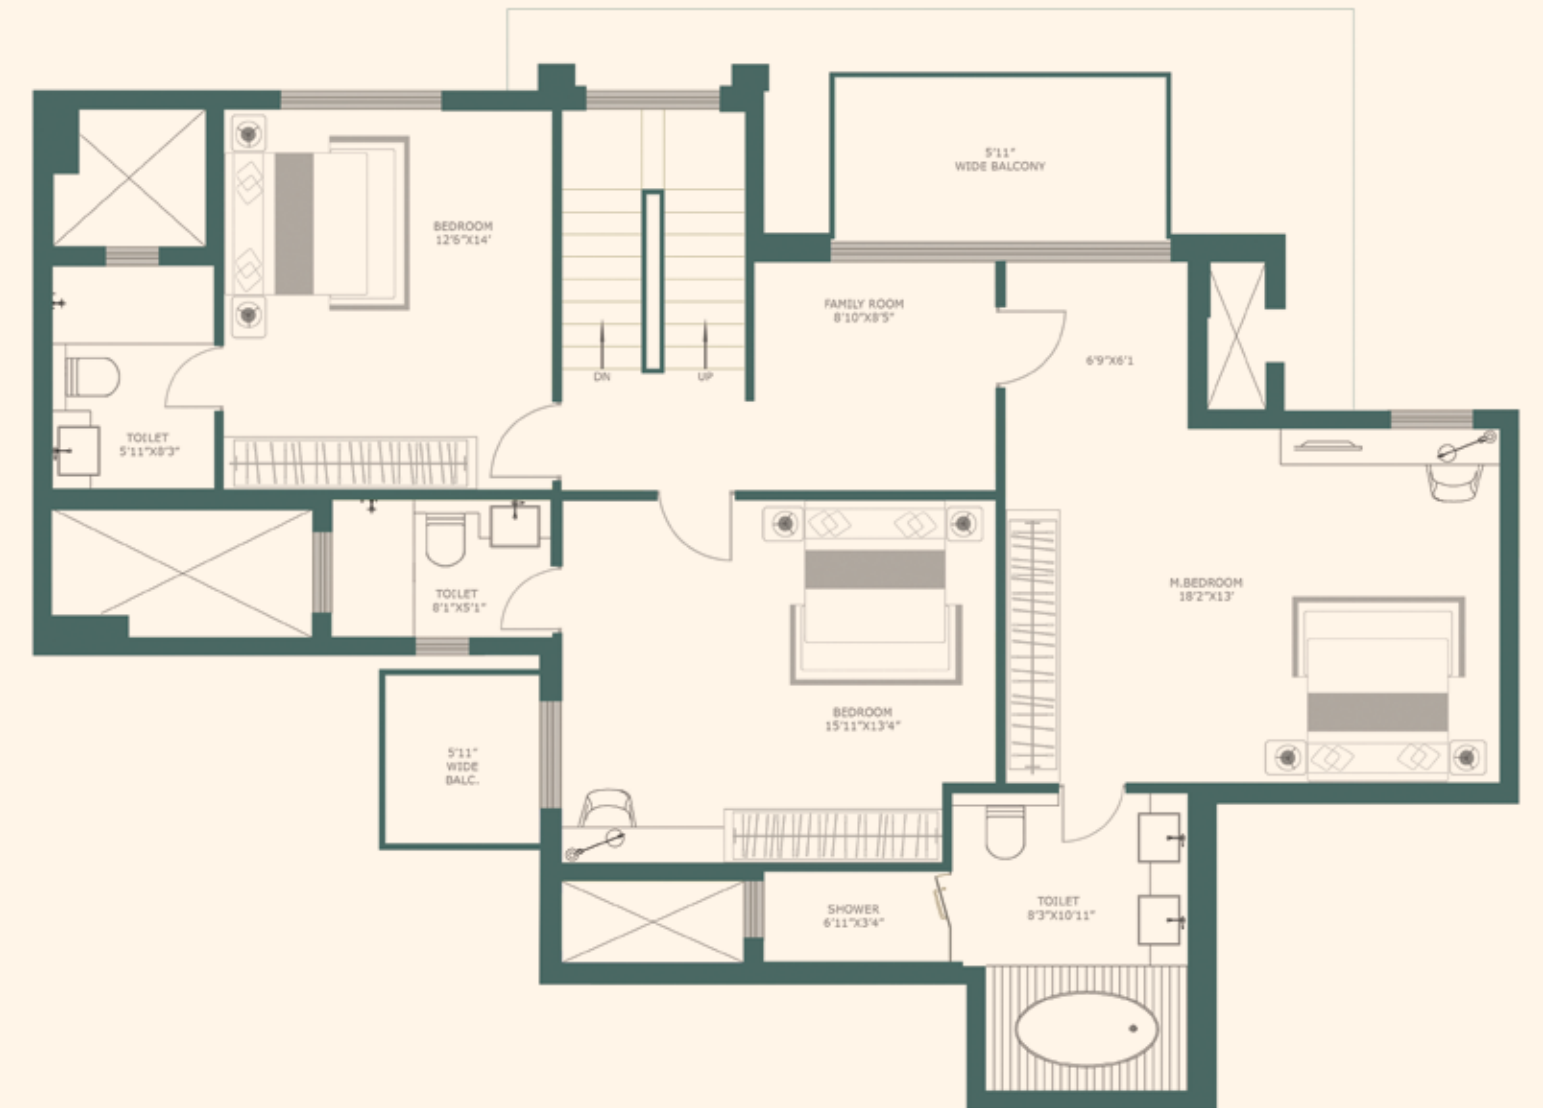 5'11"
WIDE BALCONY
BEDROOM
12'6"X14'
FAMILY ROOM
8'10"X8'5"
6'9"X6'1
DN
UP
TOILET
5'11"X8'3"
M.BEDROOM
18'2"X13'
TOILET
8'1"X5'1"
BEDROOM
15'11"X13'4"
5'11"
WIDE
BALC.
SHOWER
6'11"X3'4"
TOILET
8'3"X10'11"